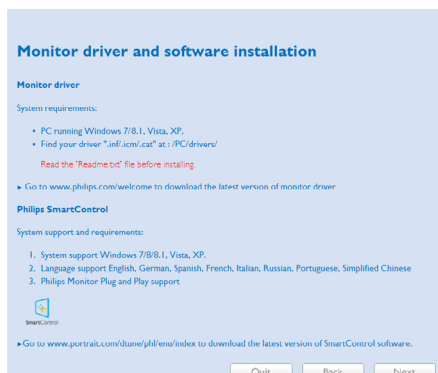 Monitor driver and software installation
Monitor driver
System requirements:
• PC running Windows 7/8.1, Vista, XP.
• Find your driver ".inf/.icm/.cat" at : /PC/drivers/
Read the "Readme.txt" file before installing.
▸ Go to www.philips.com/welcome to download the latest version of monitor driver
Philips SmartControl
System support and requirements:
1. System support Windows 7/8/8.1, Vista, XP.
2. Language support English, German, Spanish, French, Italian, Russian, Portuguese, Simplified Chinese
3. Philips Monitor Plug and Play support
SmartControl
▸Go to www.portrait.com/dtune/phl/enu/index to download the latest version of SmartControl software.
Quit Back Next